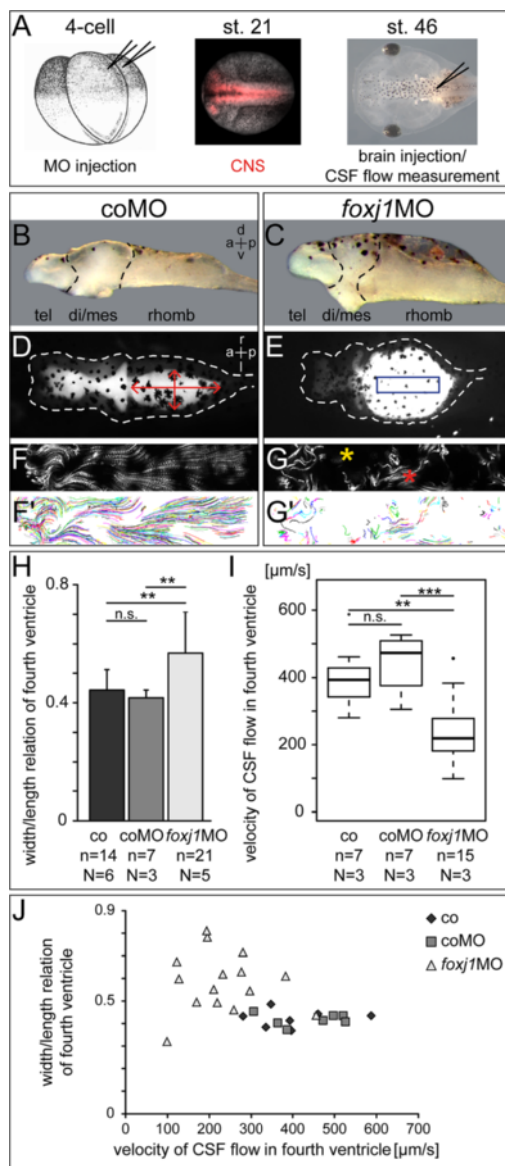 A
4-cell
st. 21
st. 46
MO injection
CNS
brain injection/
CSF flow measurement
coMO
foxj1MO
B
d
a p
v
C
tel di/mes rhomb
tel di/mes rhomb
D
r
a p
l
E
F
G
*
*
F'
G'
H
width/length relation of fourth ventricle
0.8
0.4
0
n.s.
**
**
co
n=14
N=6
coMO
n=7
N=3
foxj1MO
n=21
N=5
I
[µm/s]
velocity of CSF flow in fourth ventricle
600
400
200
0
n.s.
**
***
co
n=7
N=3
coMO
n=7
N=3
foxj1MO
n=15
N=3
J
width/length relation
of fourth ventricle
0.9
0.5
0
co
coMO
foxj1MO
0 100 200 300 400 500 600 700
velocity of CSF flow in fourth ventricle [µm/s]